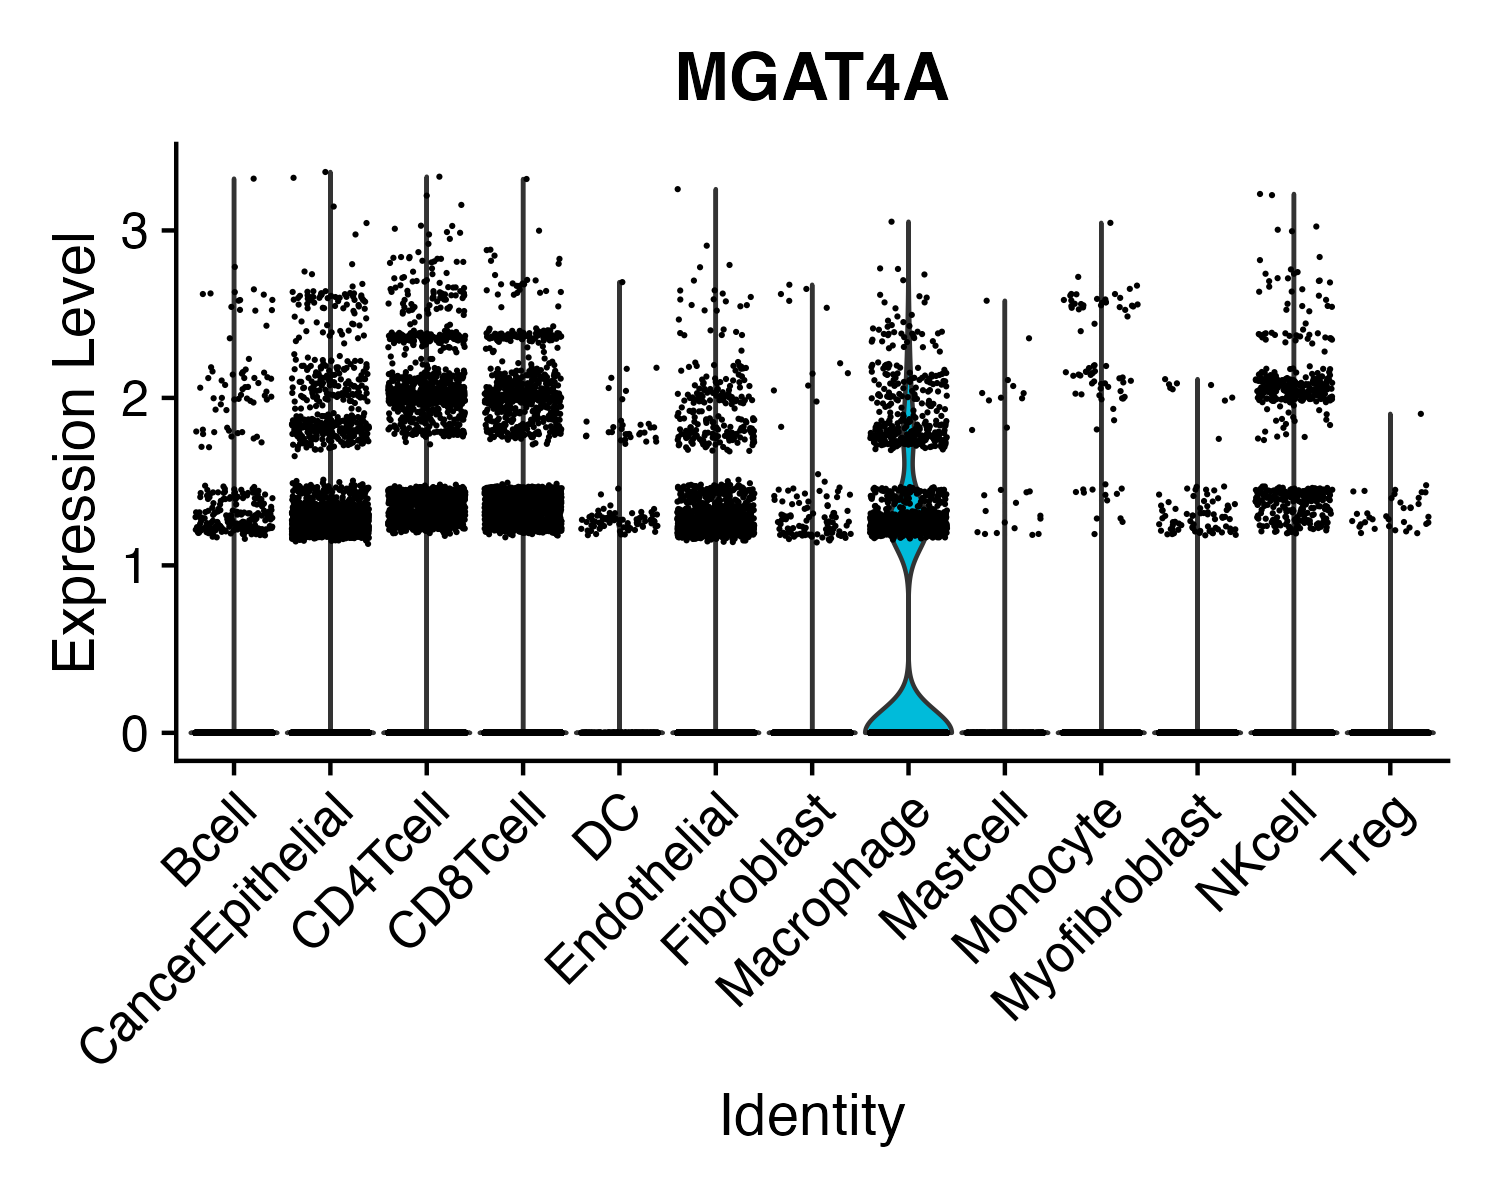 MGAT4A
Expression Level
3
2
1
0
Bcell
CancerEpithelial
CD4Tcell
CD8Tcell
DC
Endothelial
Fibroblast
Macrophage
Mastcell
Monocyte
Myofibroblast
NKcell
Treg
Identity